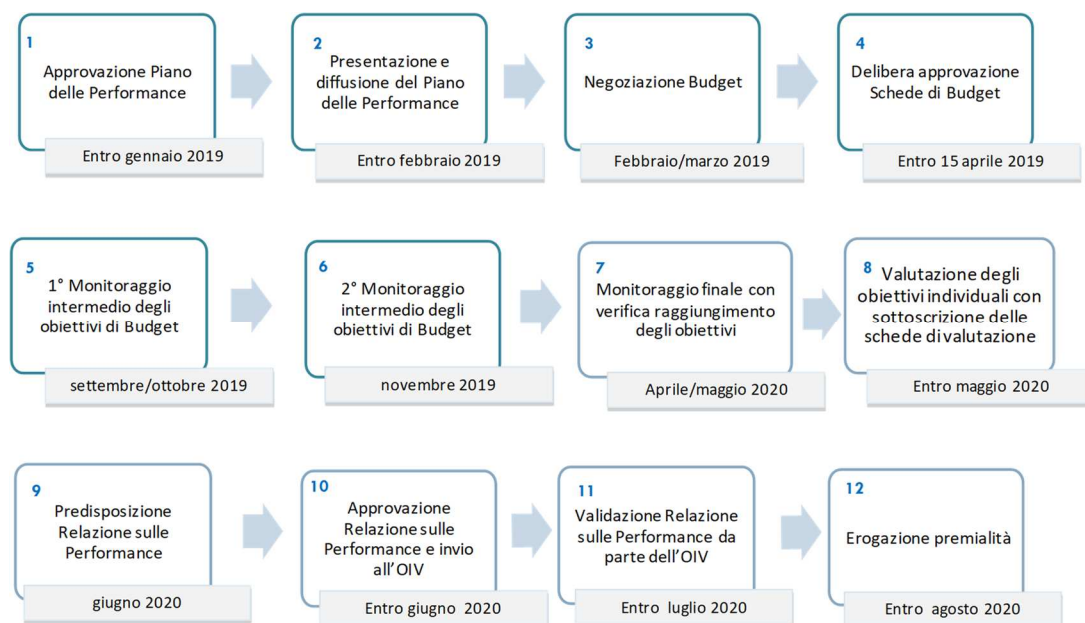 1
Approvazione Piano
delle Performance
Entro gennaio 2019
2
Presentazione e
diffusione del Piano
delle Performance
Entro febbraio 2019
3
Negoziazione Budget
Febbraio/marzo 2019
4
Delibera approvazione
Schede di Budget
Entro 15 aprile 2019
5
1° Monitoraggio
intermedio degli
obiettivi di Budget
settembre/ottobre 2019
6
2° Monitoraggio
intermedio degli
obiettivi di Budget
novembre 2019
7
Monitoraggio finale con
verifica raggiungimento
degli obiettivi
Aprile/maggio 2020
8
Valutazione degli
obiettivi individuali con
sottoscrizione delle
schede di valutazione
Entro maggio 2020
9
Predisposizione
Relazione sulle
Performance
giugno 2020
10
Approvazione
Relazione sulle
Performance e invio
all'OIV
Entro giugno 2020
11
Validazione Relazione
sulle Performance da
parte dell'OIV
Entro luglio 2020
12
Erogazione premialità
Entro agosto 2020